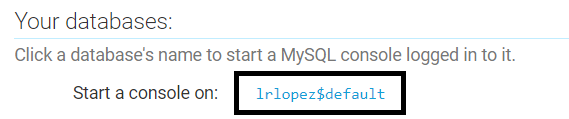 Your databases:
Click a database's name to start a MySQL console logged in to it.
Start a console on: lrlopez$default